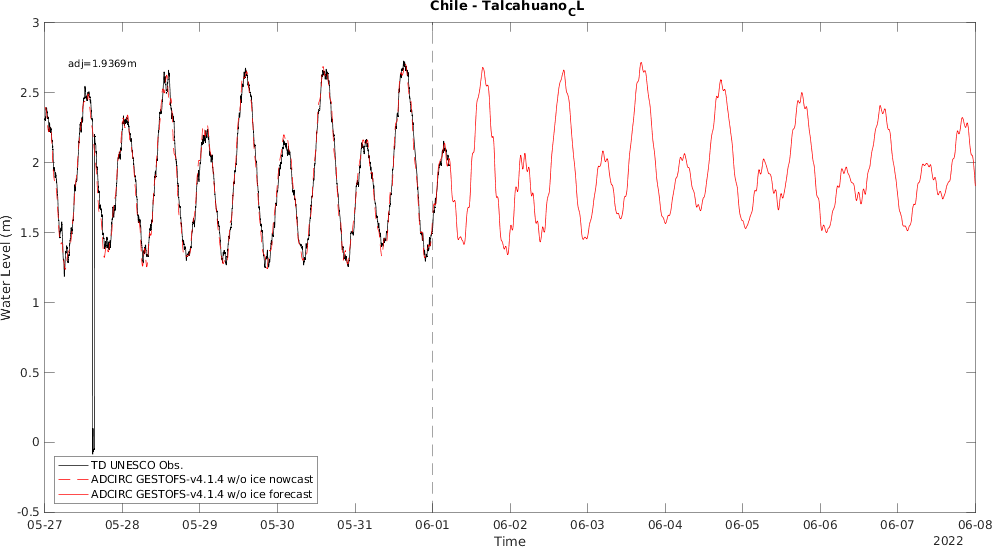 Chile - Talcahuano_CL
adj=1.9369m
3
2.5
2
1.5
1
0.5
0
-0.5
Water Level (m)
TD UNESCO Obs.
ADCIRC GESTOFS-v4.1.4 w/o ice nowcast
ADCIRC GESTOFS-v4.1.4 w/o ice forecast
05-27 05-28 05-29 05-30 05-31 06-01 06-02 06-03 06-04 06-05 06-06 06-07 06-08
Time
2022